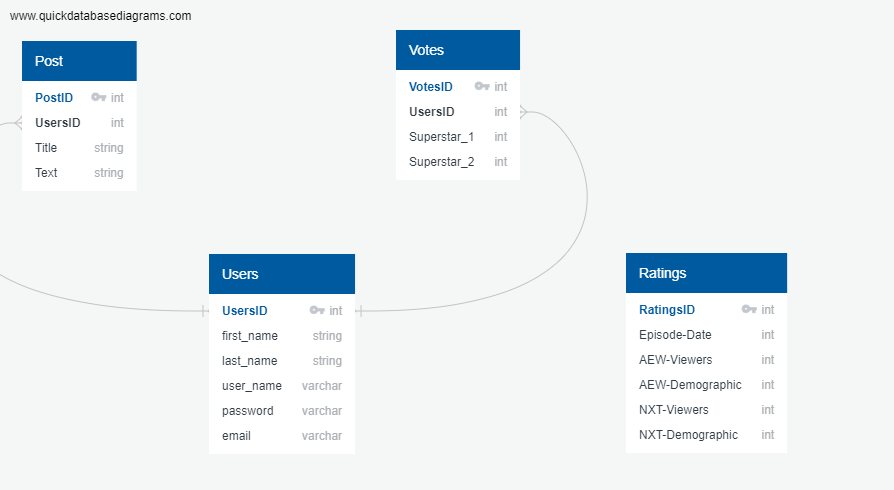 www.quickdatabasediagrams.com
Post
PostID int
UsersID int
Title string
Text string
Votes
VotesID int
UsersID int
Superstar_1 int
Superstar_2 int
Users
UsersID int
first_name string
last_name string
user_name varchar
password varchar
email varchar
Ratings
RatingsID int
Episode-Date int
AEW-Viewers int
AEW-Demographic int
NXT-Viewers int
NXT-Demographic int